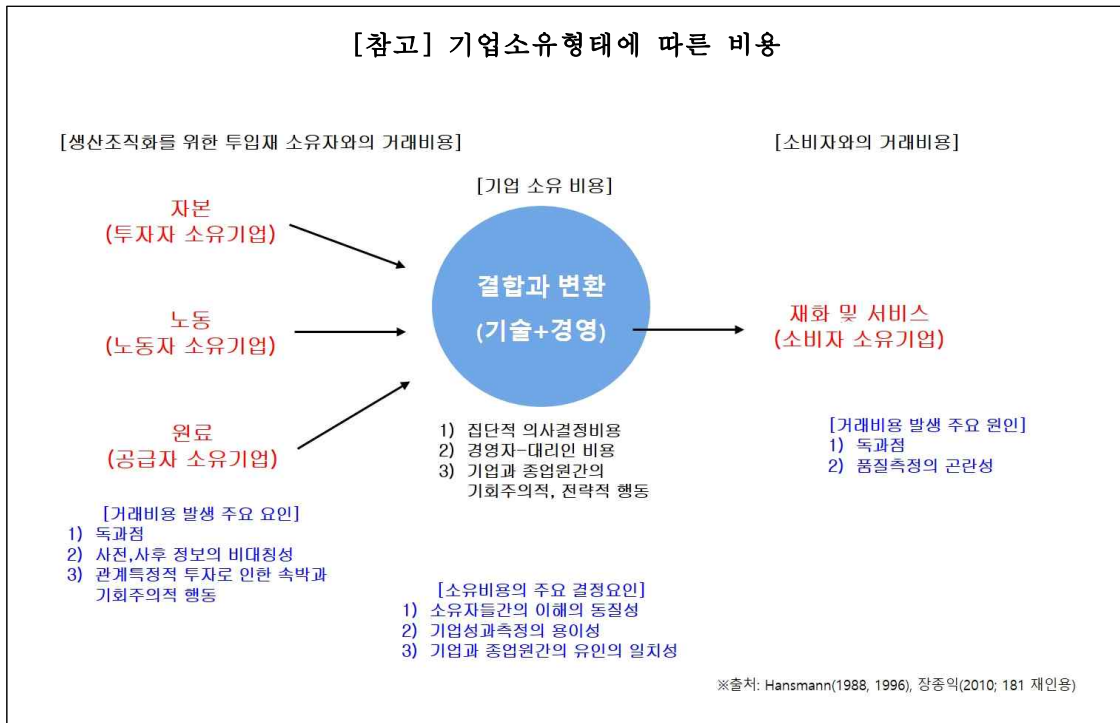 [참고] 기업소유형태에 따른 비용
[생산조직화를 위한 투입재 소유자와의 거래비용]
[소비자와의 거래비용]
[기업 소유 비용]
자본
(투자자 소유기업)
노동
(노동자 소유기업)
원료
(공급자 소유기업)
결합과 변환
(기술+경영)
재화 및 서비스
(소비자 소유기업)
[거래비용 발생 주요 요인]
1) 독과점
2) 사전,사후 정보의 비대칭성
3) 관계특정적 투자로 인한 속박과
기회주의적 행동
1) 집단적 의사결정비용
2) 경영자-대리인 비용
3) 기업과 종업원간의
기회주의적, 전략적 행동
[소유비용의 주요 결정요인]
1) 소유자들간의 이해의 동질성
2) 기업성과측정의 용이성
3) 기업과 종업원간의 유인의 일치성
[거래비용 발생 주요 원인]
1) 독과점
2) 품질측정의 곤란성
※출처: Hansmann(1988, 1996), 장종익(2010; 181 재인용)